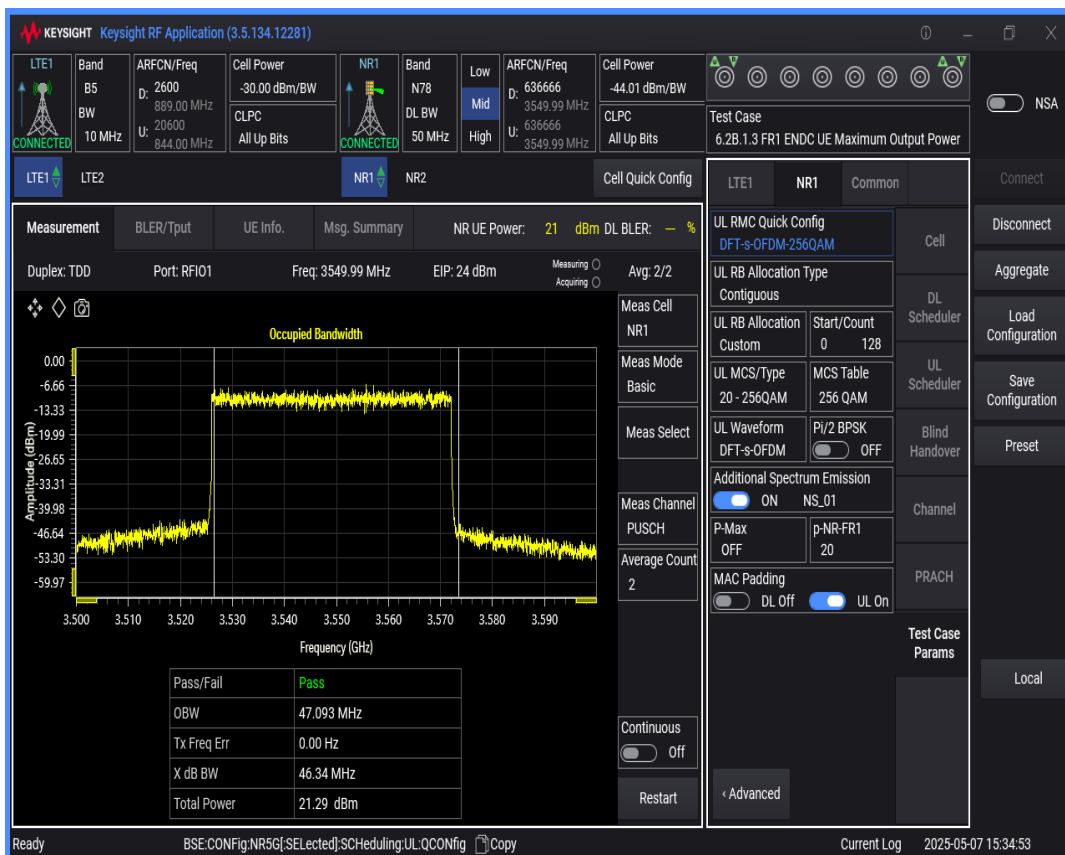 KEYSIGHT Keysight RF Application (3.5.134.12281)
LTE1
CONNECTED
Band
B5
BW
10 MHz
ARFCN/Freq
D: 2600
889.00 MHz
U: 20600
844.00 MHz
Cell Power
-30.00 dBm/BW
CLPC
All Up Bits
NR1
CONNECTED
Band
N78
DL BW
50 MHz
Low
Mid
High
ARFCN/Freq
D: 636666
3549.99 MHz
U: 636666
3549.99 MHz
Cell Power
-44.01 dBm/BW
CLPC
All Up Bits
Test Case
6.2B.1.3 FR1 ENDC UE Maximum Output Power
NSA
LTE1 LTE2 NR1 NR2 Cell Quick Config
Measurement BLER/Tput UE Info. Msg. Summary NR UE Power: 21 dBm DL BLER: — %
Duplex: TDD Port: RFIO1 Freq: 3549.99 MHz EIP: 24 dBm Measuring Acquiring Avg: 2/2
Occupied Bandwidth
Amplitude (dBm)
0.00
-6.66
-13.33
-19.99
-26.65
-33.31
-39.98
-46.64
-53.30
-59.97
3.500 3.510 3.520 3.530 3.540 3.550 3.560 3.570 3.580 3.590
Frequency (GHz)
Pass/Fail Pass
OBW 47.093 MHz
Tx Freq Err 0.00 Hz
X dB BW 46.34 MHz
Total Power 21.29 dBm
Meas Cell
NR1
Meas Mode
Basic
Meas Select
Meas Channel
PUSCH
Average Count
2
Continuous
Off
Restart
LTE1 NR1 Common
UL RMC Quick Config
DFT-s-OFDM-256QAM
UL RB Allocation Type
Contiguous
UL RB Allocation Start/Count
Custom 0 128
UL MCS/Type MCS Table
20 - 256QAM 256 QAM
UL Waveform Pi/2 BPSK
DFT-s-OFDM OFF
Additional Spectrum Emission
ON NS_01
P-Max p-NR-FR1
OFF 20
MAC Padding
DL Off UL On
‹ Advanced
Cell
DL
Scheduler
UL
Scheduler
Blind
Handover
Channel
PRACH
Test Case
Params
Connect
Disconnect
Aggregate
Load
Configuration
Save
Configuration
Preset
Local
Ready BSE:CONFig:NR5G[:SELected]:SCHeduling:UL:QCONfig Copy Current Log 2025-05-07 15:34:53